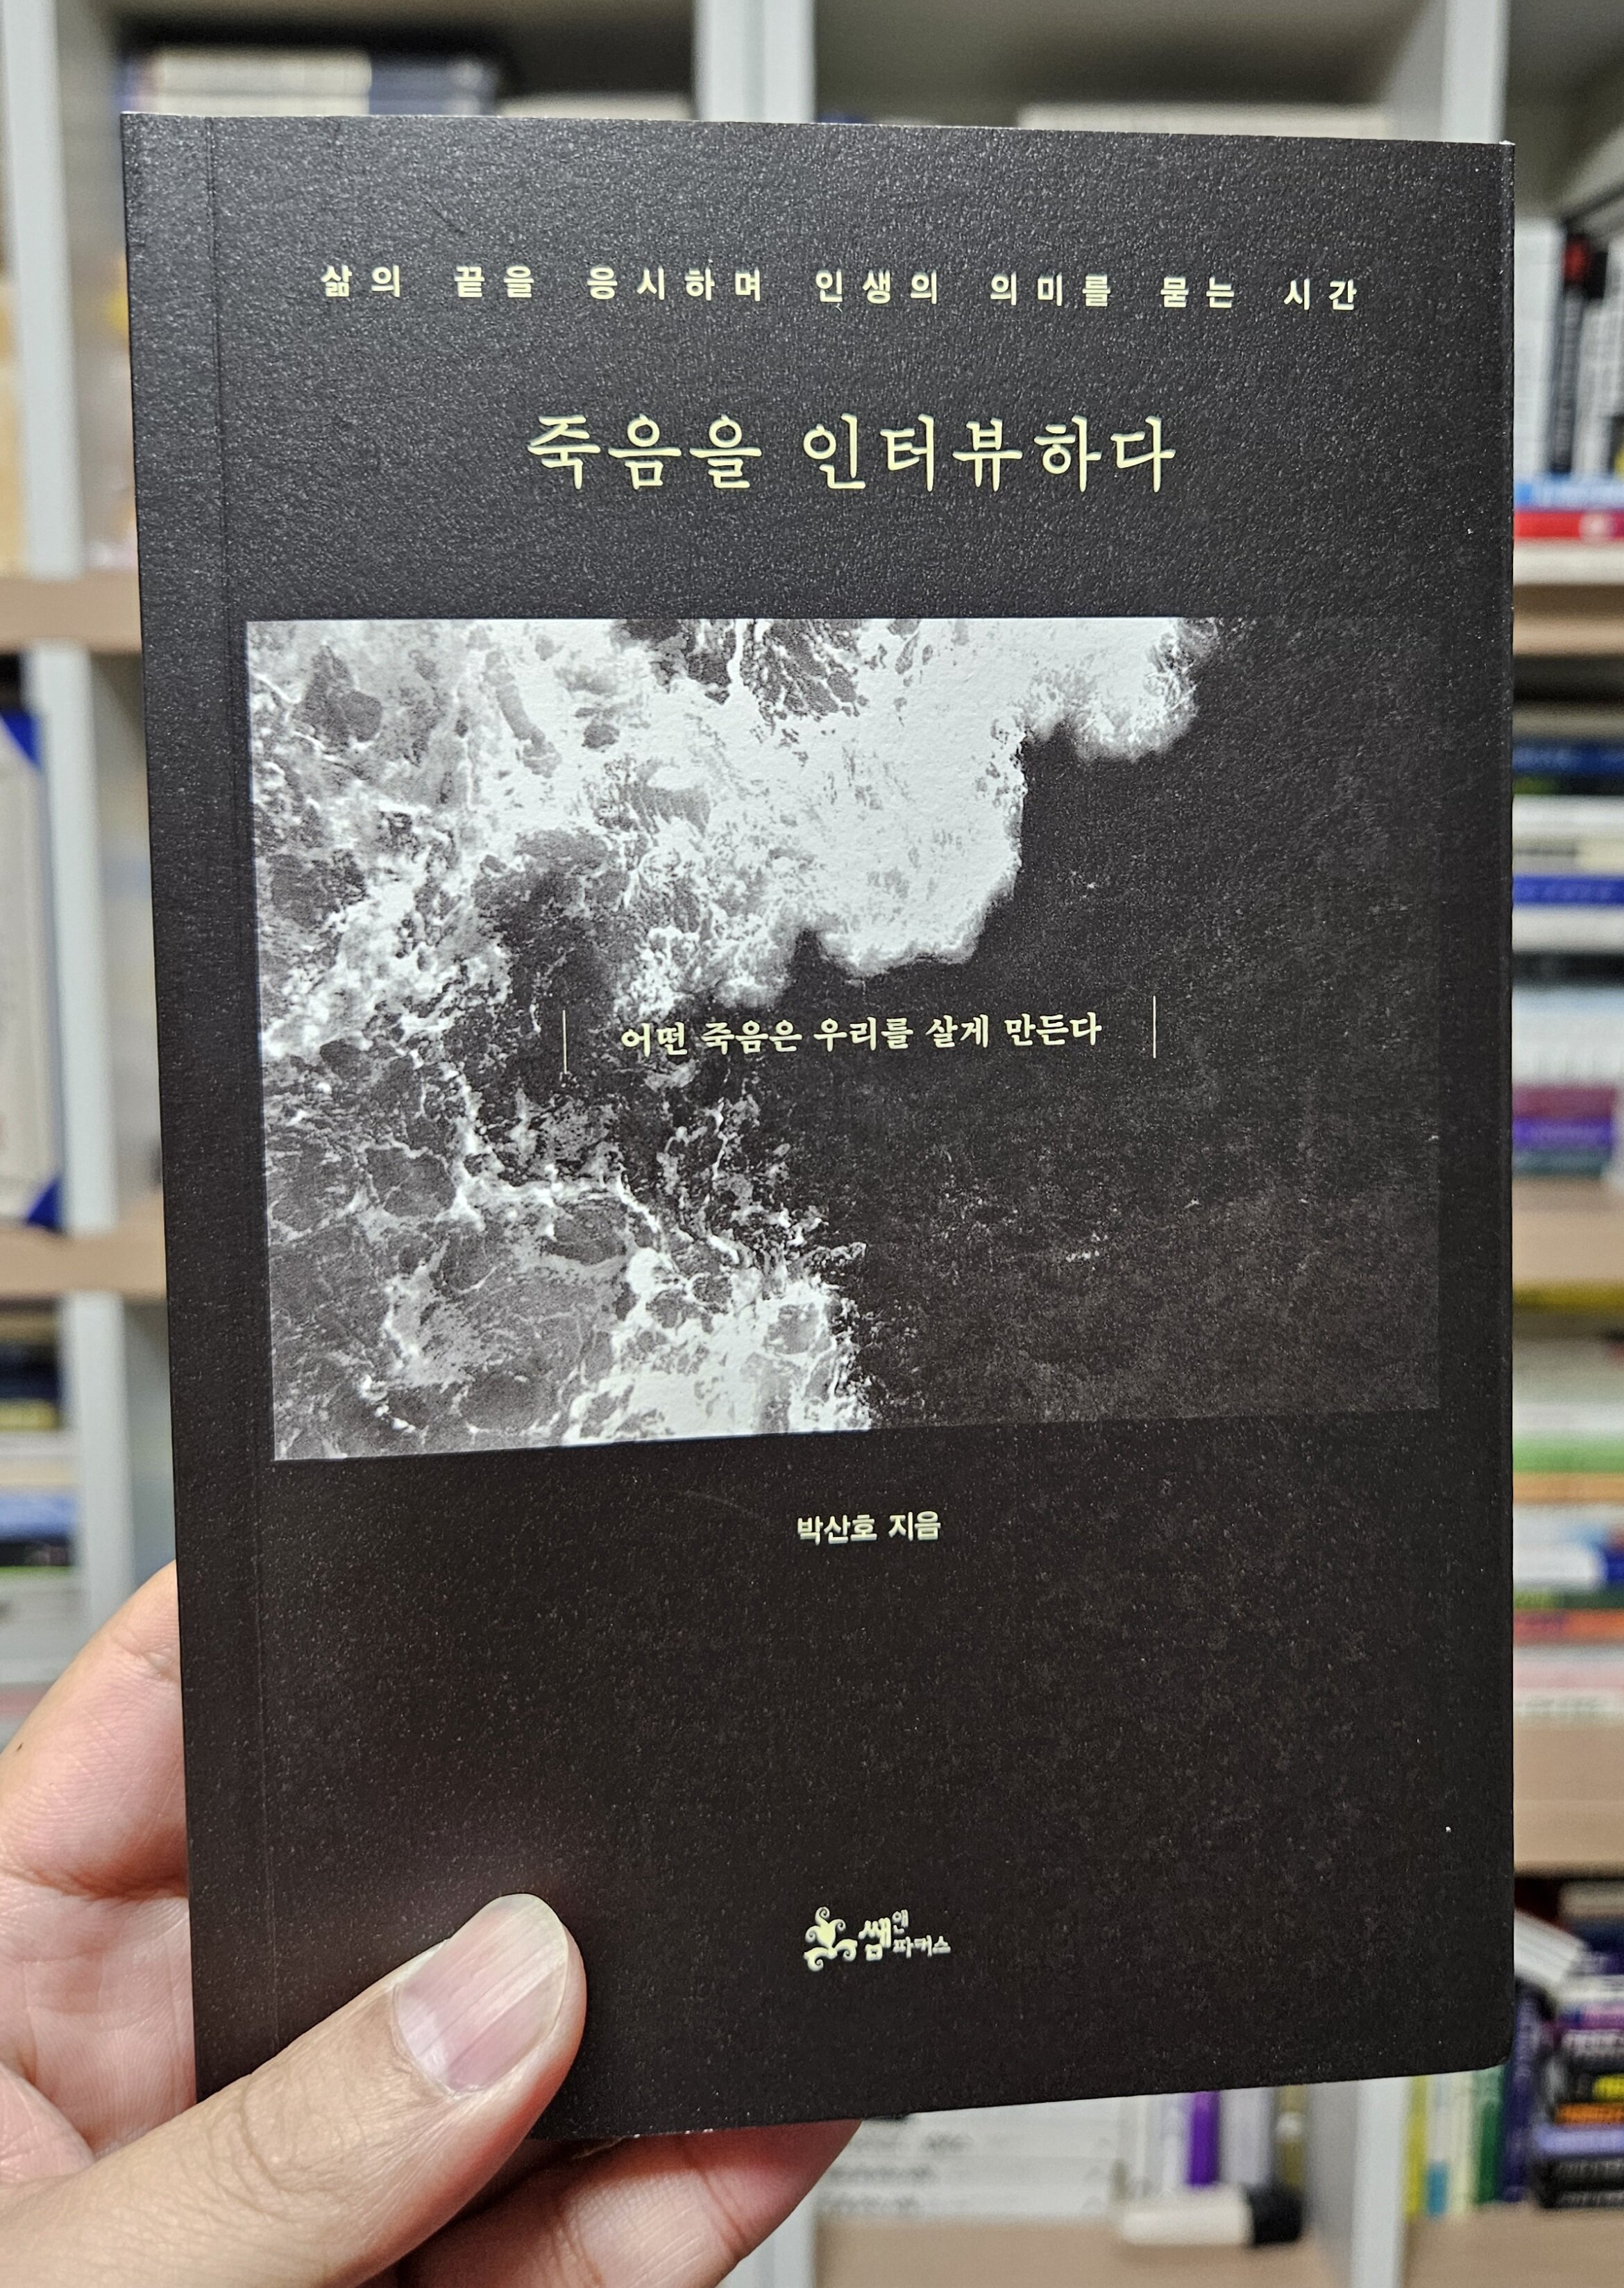 삶의 끝을 응시하며 인생의 의미를 묻는 시간
죽음을 인터뷰하다
어떤 죽음은 우리를 살게 만든다
박산호 지음
쌤앤파커스